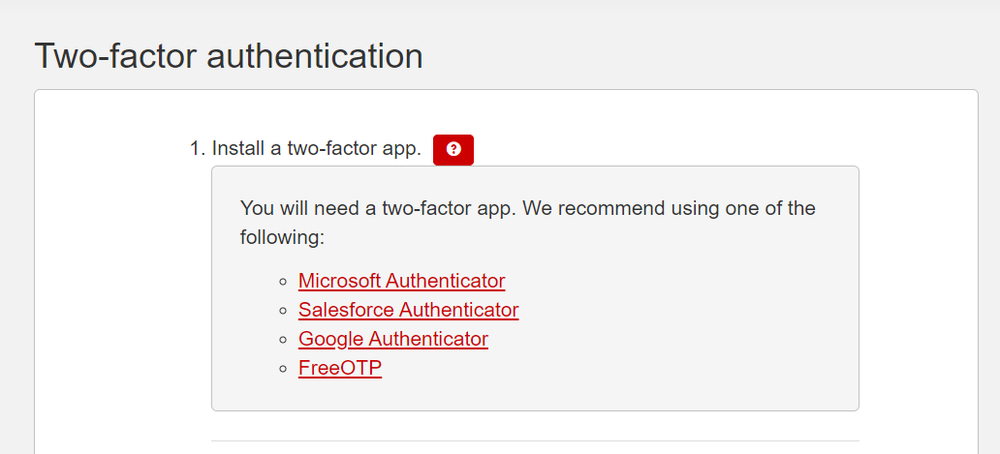 Two-factor authentication
1. Install a two-factor app. ?
You will need a two-factor app. We recommend using one of the
following:
Microsoft Authenticator
Salesforce Authenticator
Google Authenticator
FreeOTP